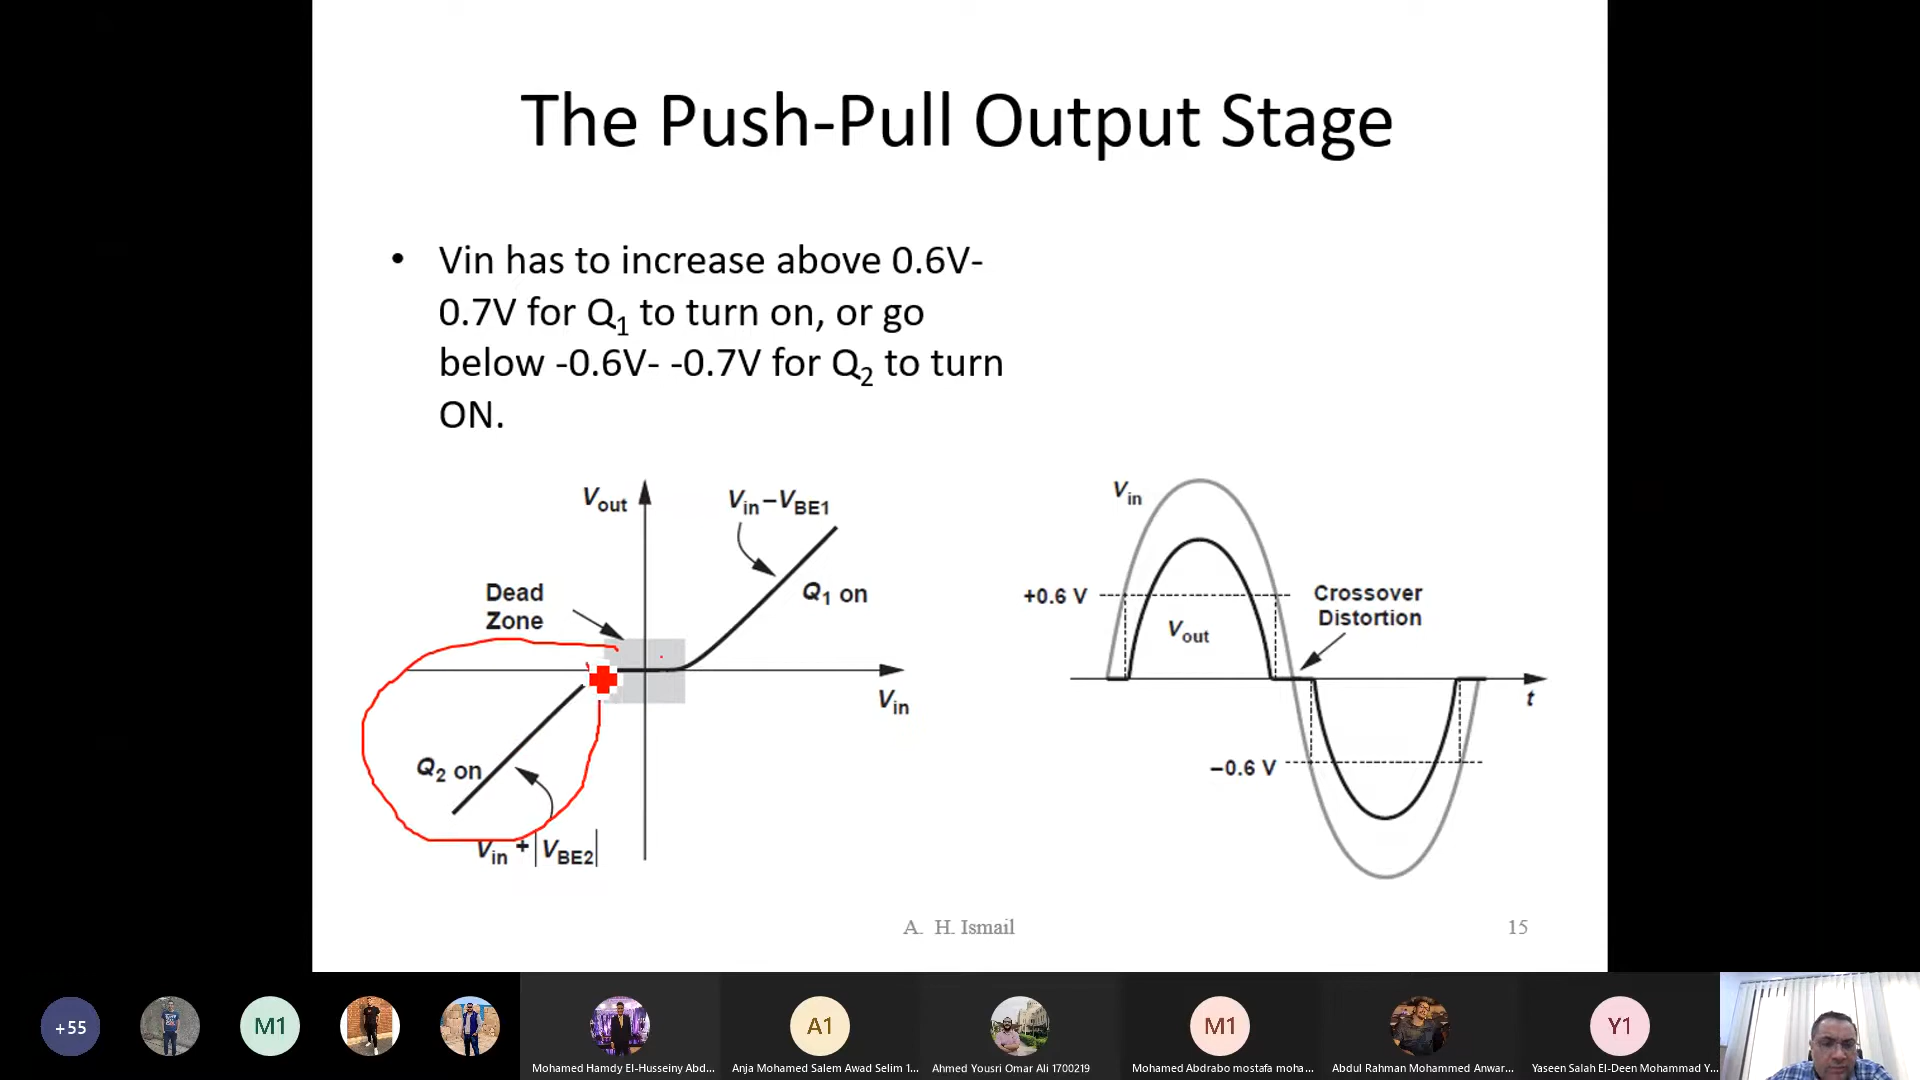 The Push-Pull Output Stage
• Vin has to increase above 0.6V-
0.7V for Q1 to turn on, or go
below -0.6V- -0.7V for Q2 to turn
ON.
Vout
Vin−VBE1
Q1 on
Dead
Zone
Vin
Q2 on
Vin + |VBE2|
Vin
+0.6 V
Vout
Crossover
Distortion
t
−0.6 V
A. H. Ismail
15
+55
M1
Mohamed Hamdy El-Husseiny Abd...
A1
Anja Mohamed Salem Awad Selim 1...
Ahmed Yousri Omar Ali 1700219
M1
Mohamed Abdrabo mostafa moha...
Abdul Rahman Mohammed Anwar...
Y1
Yaseen Salah El-Deen Mohammad Y...